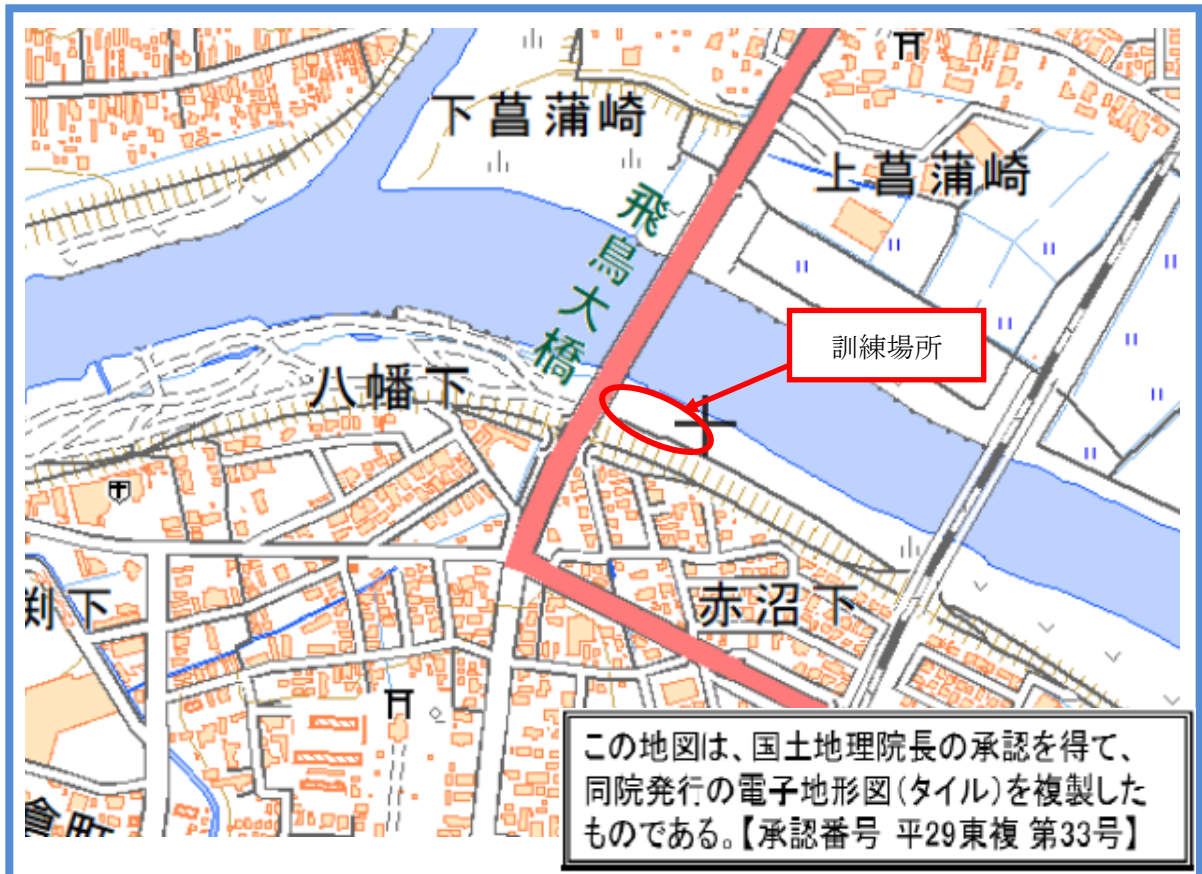 下菖蒲崎
上菖蒲崎
飛鳥大橋
訓練場所
八幡下
赤沼下
渕下
倉町
この地図は、国土地理院長の承認を得て、
同院発行の電子地形図(タイル)を複製した
ものである。【承認番号 平29東複 第33号】